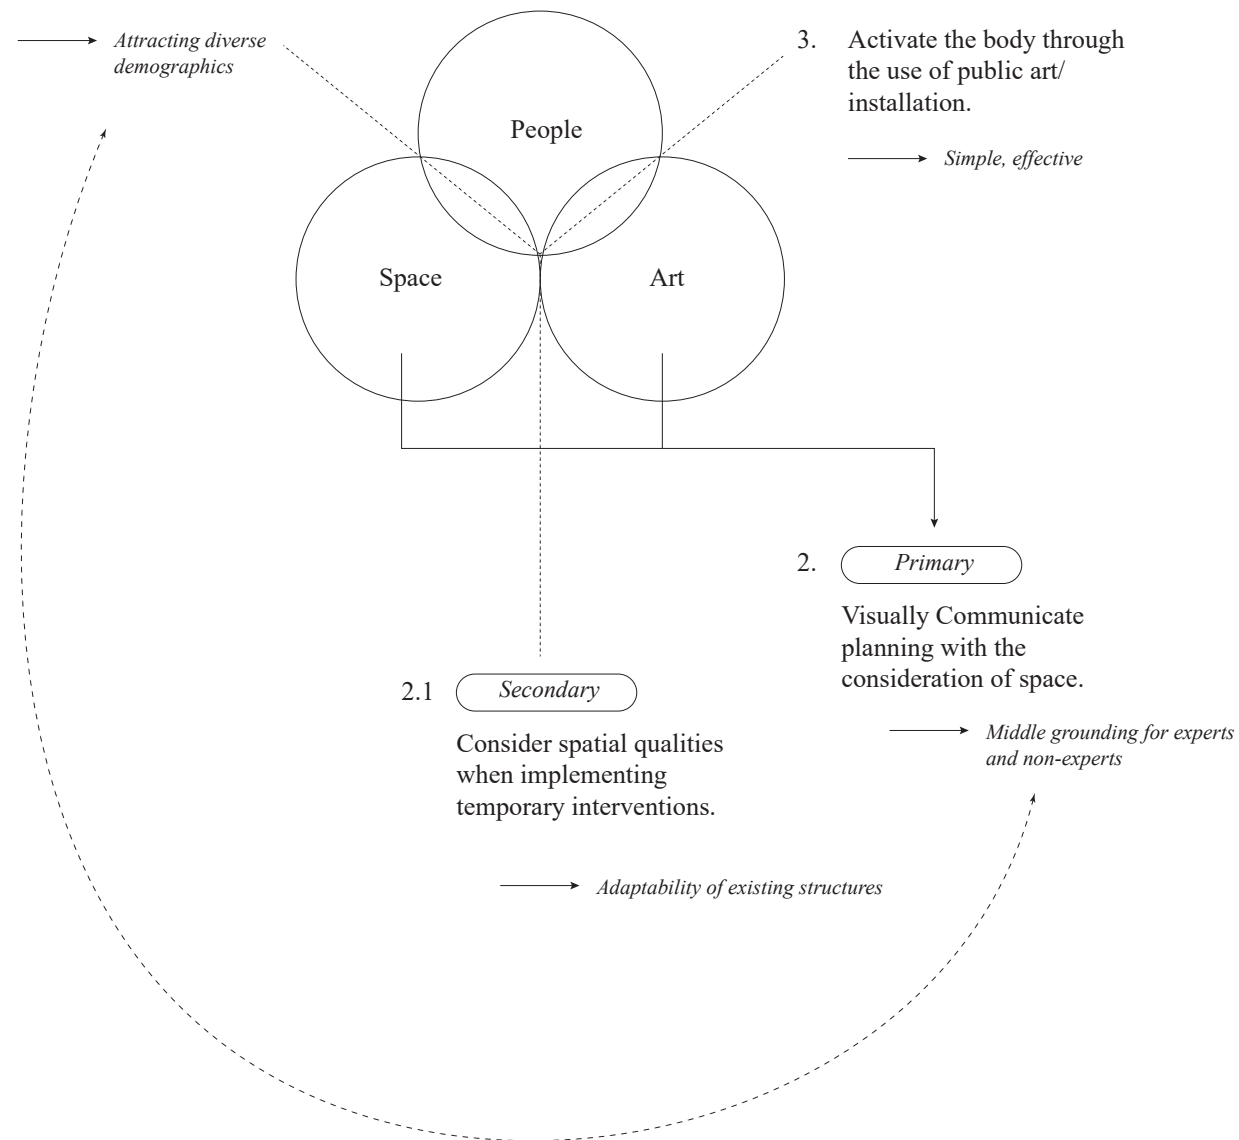 Attracting diverse
demographics
People
Space
Art
3.
Activate the body through
the use of public art/
installation.
Simple, effective
2.
Primary
Visually Communicate
planning with the
consideration of space.
Middle grounding for experts
and non-experts
2.1
Secondary
Consider spatial qualities
when implementing
temporary interventions.
Adaptability of existing structures